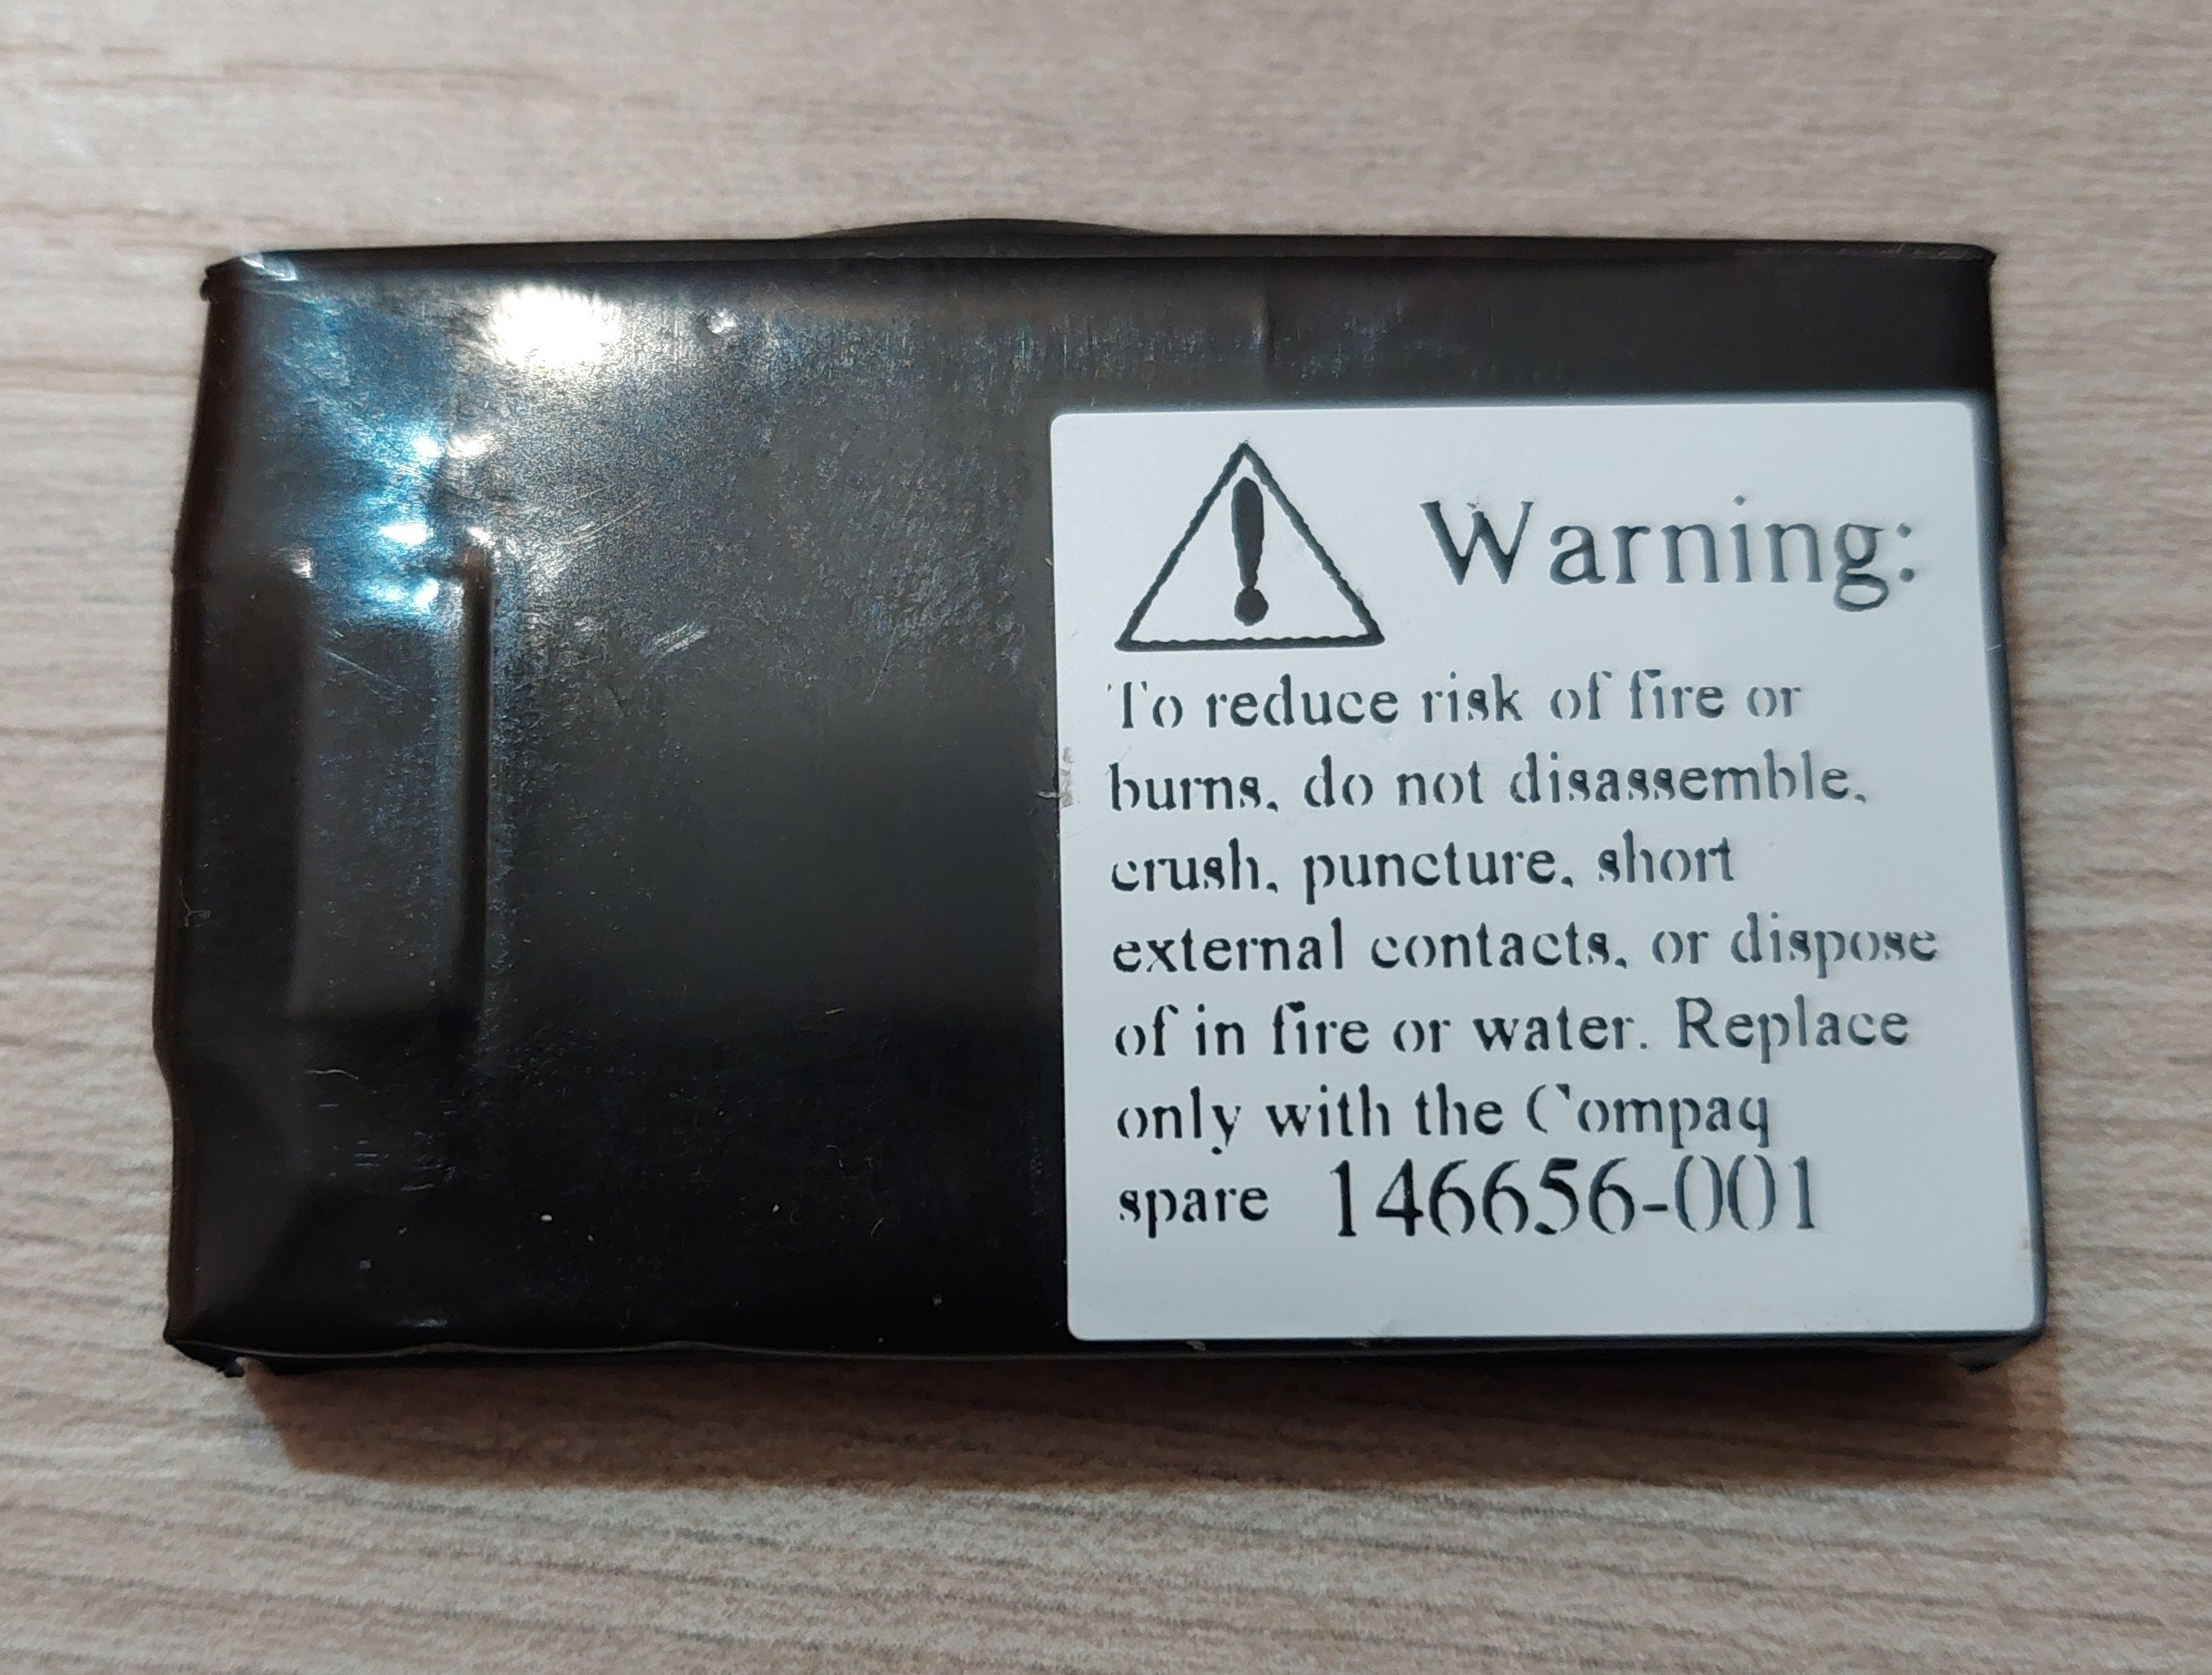 Warning:
To reduce risk of fire or
burns, do not disassemble,
crush, puncture, short
external contacts, or dispose
of in fire or water. Replace
only with the Compaq
spare 146656-001